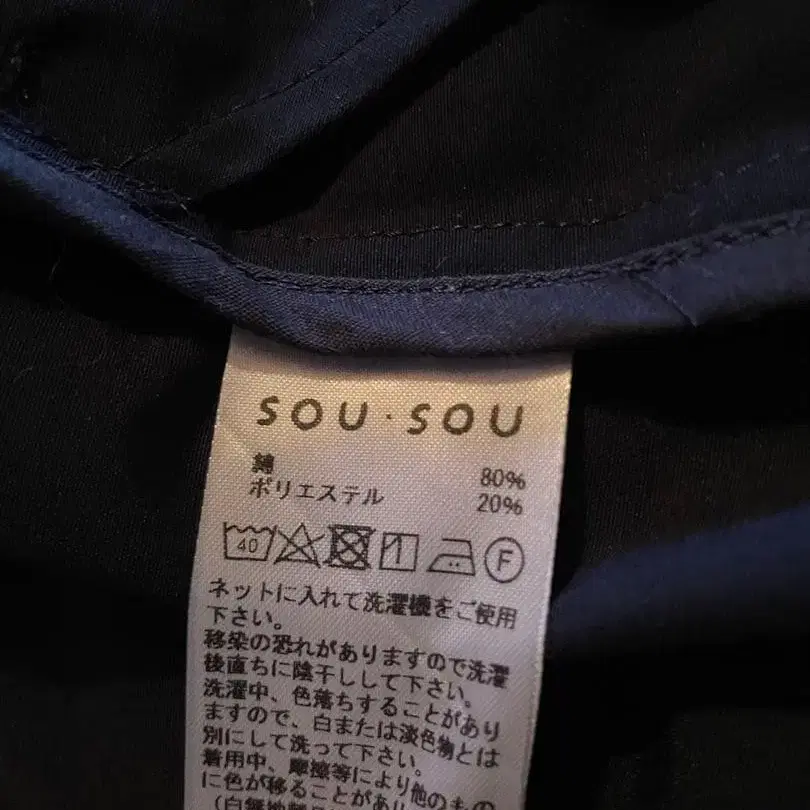 SOU・SOU
綿 80%
ポリエステル 20%
40 F
ネットに入れて洗濯機をご使用
下さい。
移染の恐れがありますので洗濯
後直ちに陰干しして下さい。
洗濯中、色落ちすることがあり
ますので、白または淡色物とは
別にして洗って下さい。
着用中、摩擦等により他のもの
に色が移ることがあり